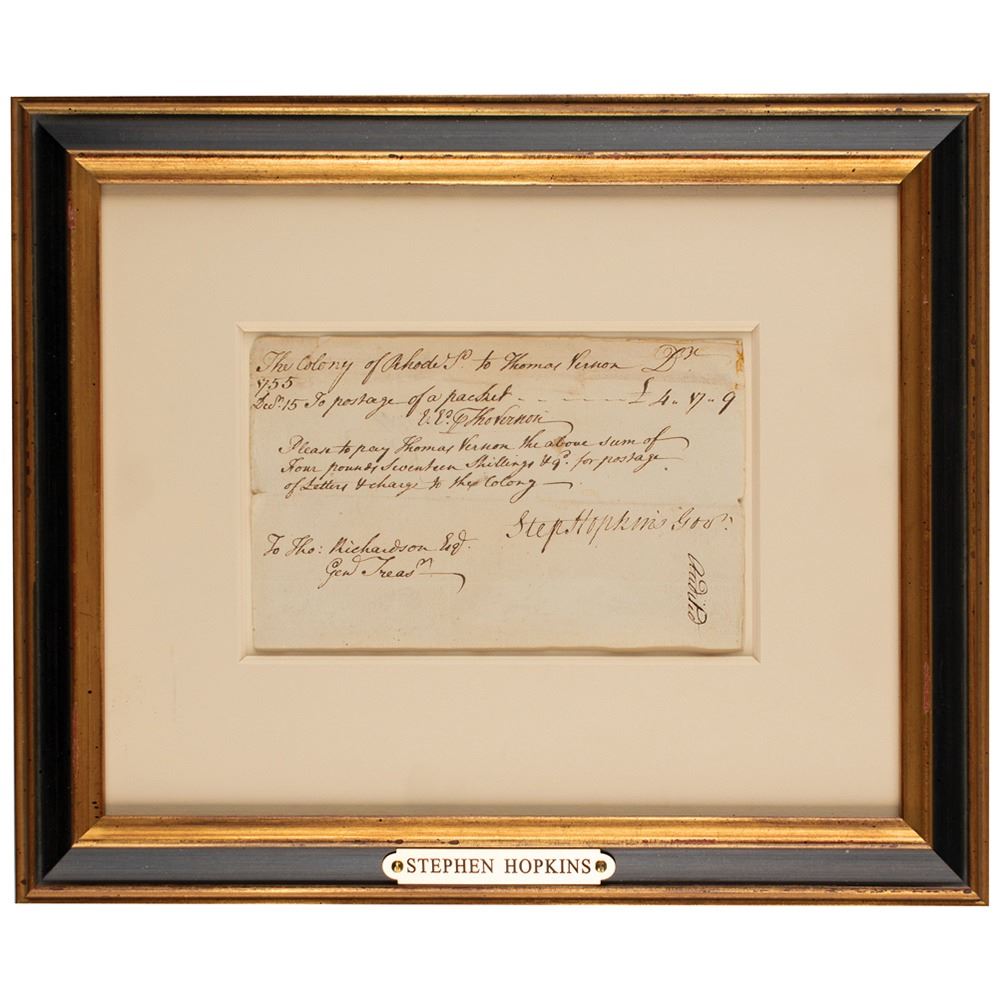 The Colony of Rhode Isd. to Thomas Vernon Dr.
1755
Decr. 15 To postage of a packet - - - - - - £ 4 „ 17 „ 9
Tho Vernon
Please to pay Thomas Vernon the above sum of
Four pounds Seventeen Shillings & 9d. for postage
of Letters & charge to the Colony
Step Hopkins Govr.
To Tho: Richardson Esqr.
Genl Treasr
Audited
STEPHEN HOPKINS